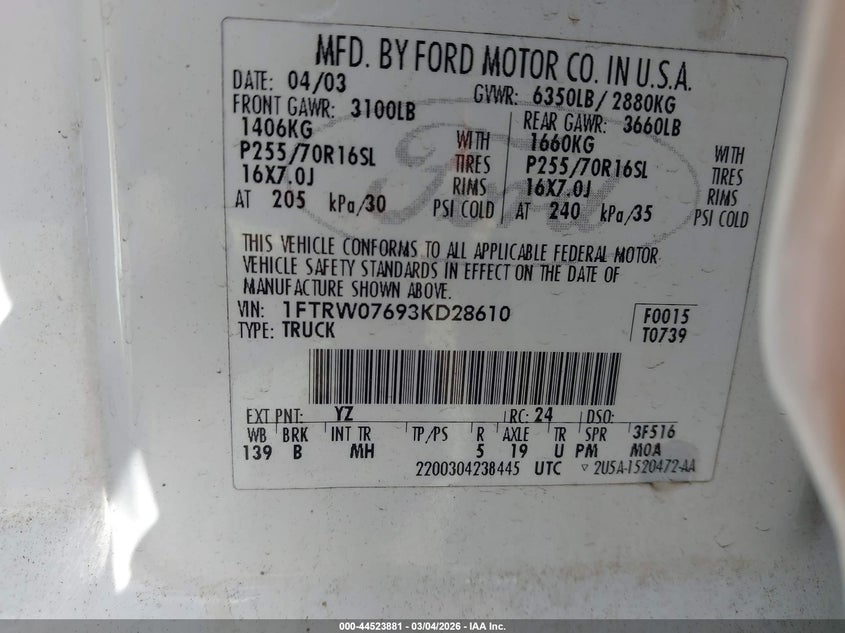 MFD. BY FORD MOTOR CO. IN U.S.A.
DATE: 04/03 GVWR: 6350LB/ 2880KG
FRONT GAWR: 3100LB REAR GAWR: 3660LB
1406KG WITH 1660KG WITH
P255/70R16SL TIRES P255/70R16SL TIRES
16X7.0J RIMS 16X7.0J RIMS
AT 205 kPa/30 PSI COLD AT 240 kPa/35 PSI COLD
Ford
THIS VEHICLE CONFORMS TO ALL APPLICABLE FEDERAL MOTOR
VEHICLE SAFETY STANDARDS IN EFFECT ON THE DATE OF
MANUFACTURE SHOWN ABOVE.
VIN: 1FTRW07693KD28610 F0015
TYPE: TRUCK T0739
EXT PNT: YZ RC: 24 DSO:
WB BRK INT TR TP/PS R AXLE TR SPR 3F516
139 B MH 5 19 U PM MOA
2200304238445 UTC ▽ 2U5A-1520472-AA
000-44523881 - 03/04/2026 - IAA Inc.